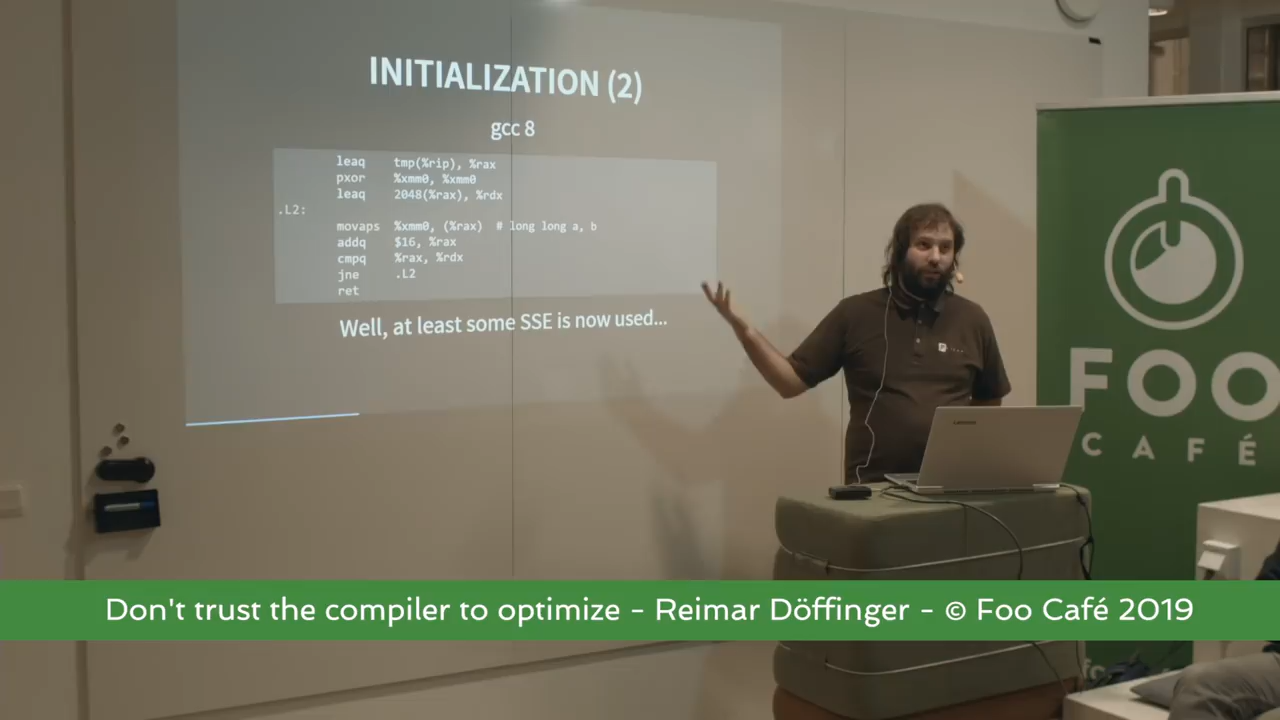 INITIALIZATION (2)
gcc 8
leaq tmp(%rip), %rax
pxor %xmm0, %xmm0
leaq 2048(%rax), %rdx
.L2:
movaps %xmm0, (%rax) # long long a, b
addq $16, %rax
cmpq %rax, %rdx
jne .L2
ret
Well, at least some SSE is now used...
FOO
CAFÉ
Lenovo
Don't trust the compiler to optimize - Reimar Döffinger - © Foo Café 2019